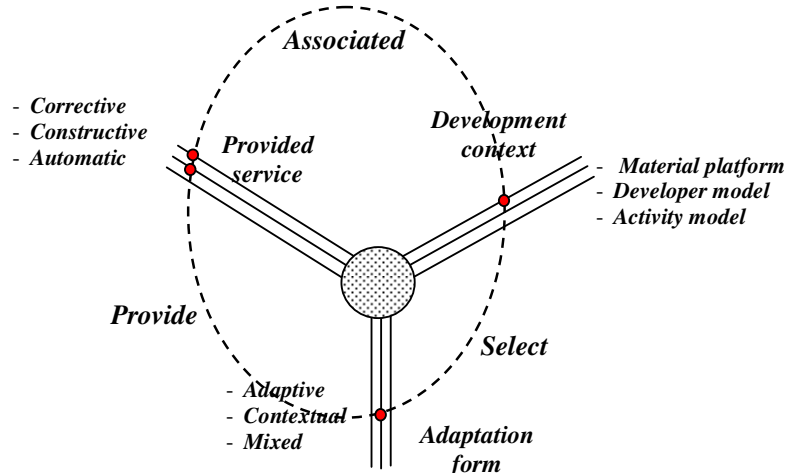 Associated
- Corrective
- Constructive
- Automatic
Provided
service
Development
context
- Material platform
- Developer model
- Activity model
Provide
Select
- Adaptive
- Contextual
- Mixed
Adaptation
form